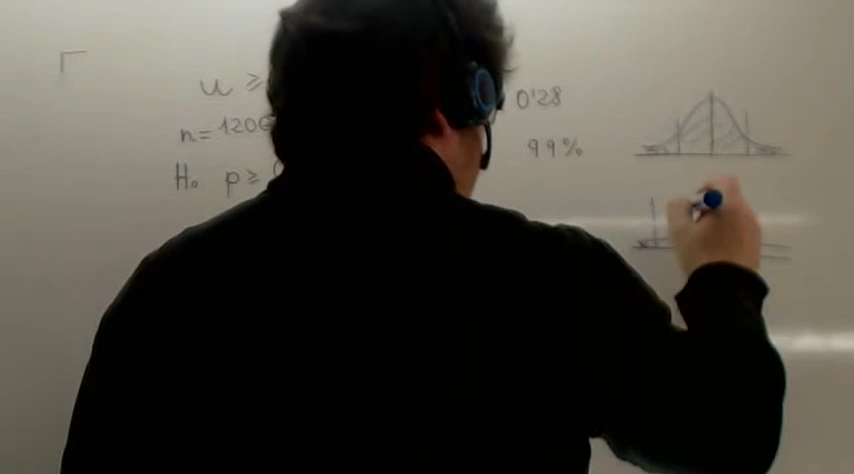 u ≥ 0'28
n=1200 99%
H₀ p ≥